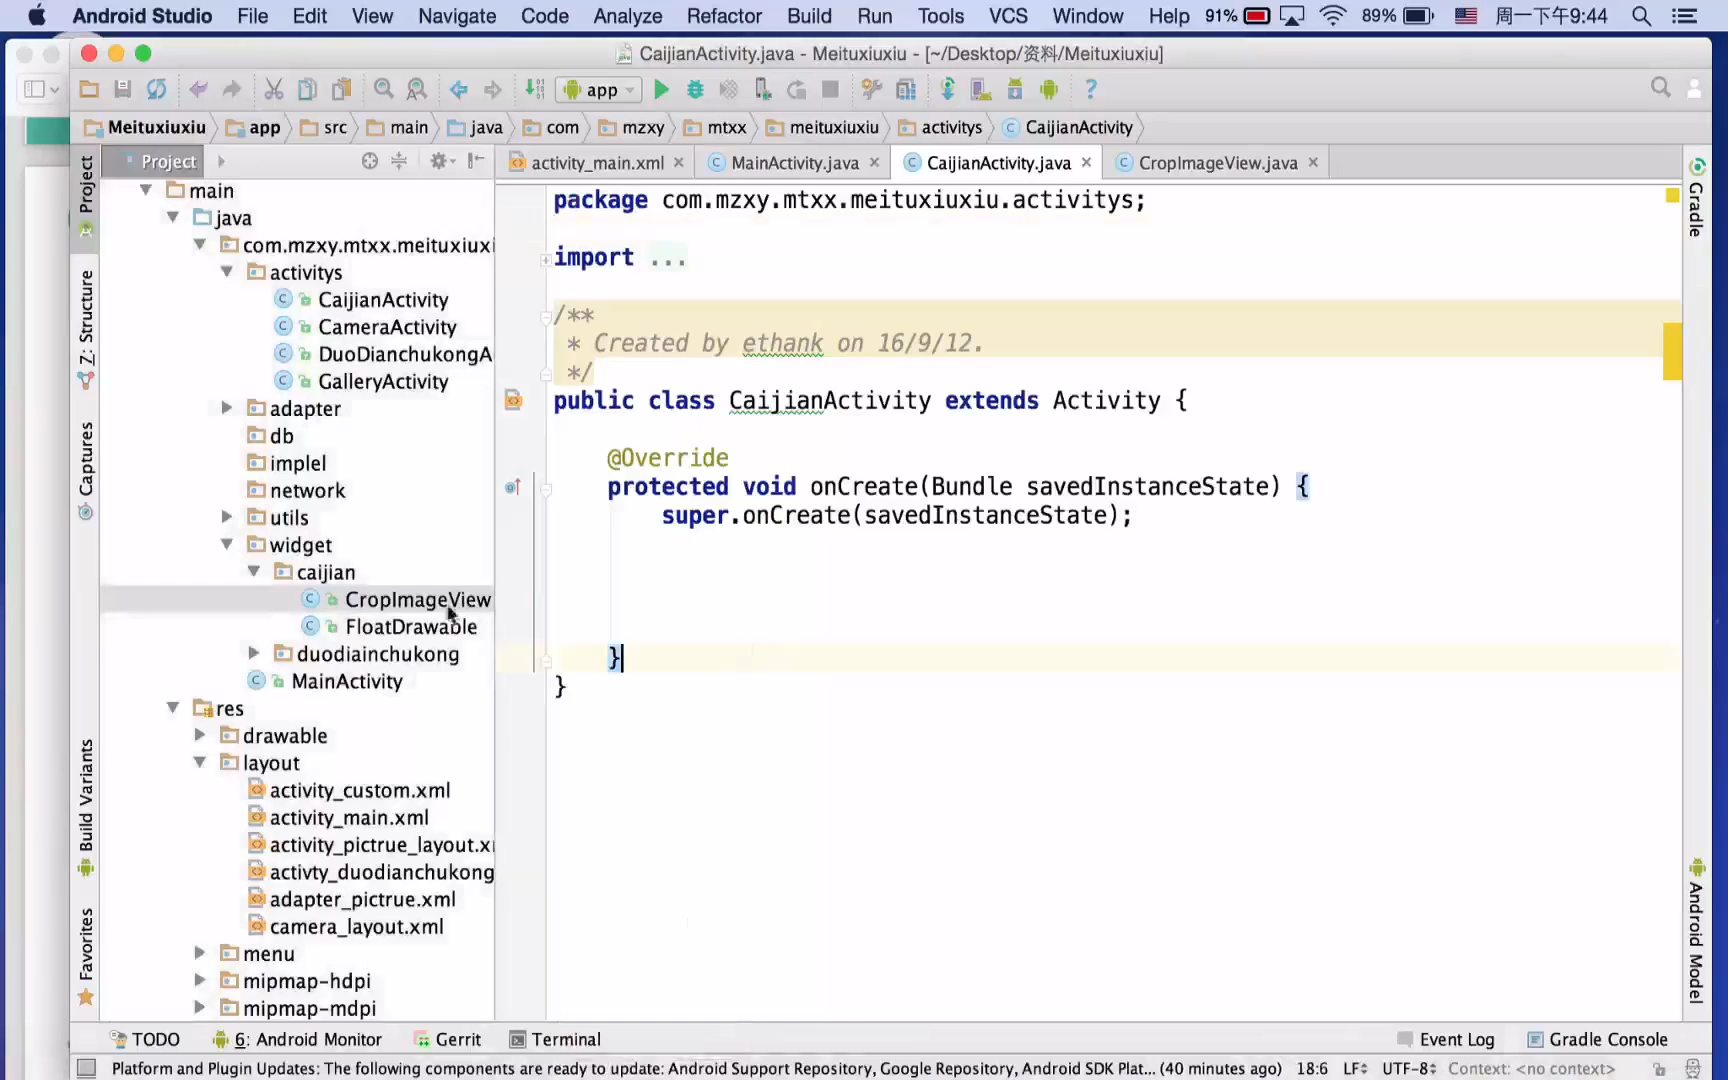 Android Studio File Edit View Navigate Code Analyze Refactor Build Run Tools VCS Window Help 91% 89% 周一下午9:44
CaijianActivity.java - Meituxiuxiu - [~/Desktop/资料/Meituxiuxiu]
app
Meituxiuxiu app src main java com mzxy mtxx meituxiuxiu activitys CaijianActivity
Project
activity_main.xml MainActivity.java CaijianActivity.java CropImageView.java
Project
Z: Structure
Captures
Build Variants
Favorites
main
java
com.mzxy.mtxx.meituxiuxi
activitys
CaijianActivity
CameraActivity
DuoDianchukongA
GalleryActivity
adapter
db
implel
network
utils
widget
caijian
CropImageView
FloatDrawable
duodiainchukong
MainActivity
res
drawable
layout
activity_custom.xml
activity_main.xml
activity_pictrue_layout.x
activty_duodianchukong
adapter_pictrue.xml
camera_layout.xml
menu
mipmap-hdpi
mipmap-mdpi
package com.mzxy.mtxx.meituxiuxiu.activitys;
import ...
/**
* Created by ethank on 16/9/12.
*/
public class CaijianActivity extends Activity {
@Override
protected void onCreate(Bundle savedInstanceState) {
super.onCreate(savedInstanceState);
}
}
Gradle
Android Model
TODO 6: Android Monitor Gerrit Terminal Event Log Gradle Console
Platform and Plugin Updates: The following components are ready to update: Android Support Repository, Google Repository, Android SDK Plat... (40 minutes ago) 18:6 LF UTF-8 Context: <no context>